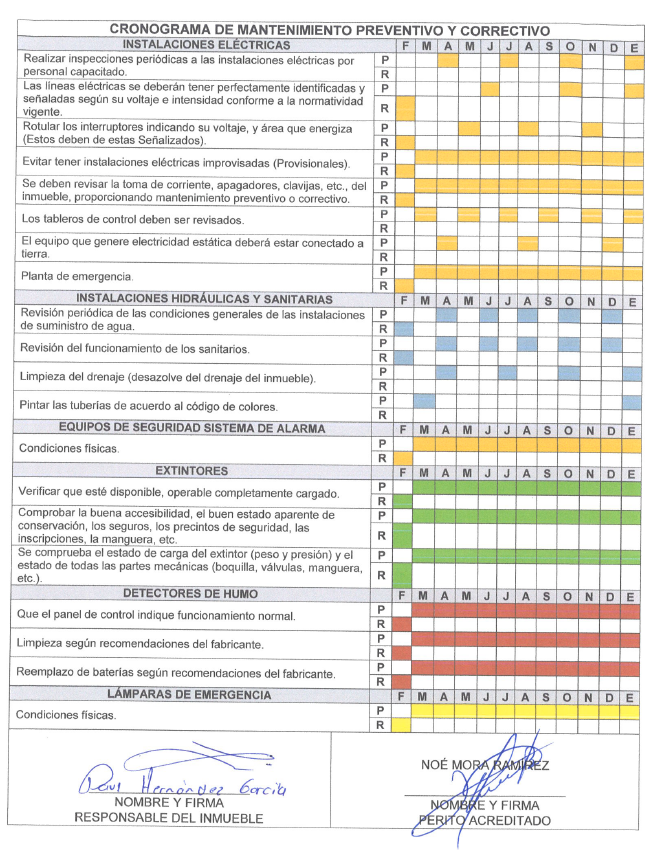 CRONOGRAMA DE MANTENIMIENTO PREVENTIVO Y CORRECTIVO
INSTALACIONES ELÉCTRICAS F M A M J J A S O N D E
Realizar inspecciones periódicas a las instalaciones eléctricas por P
personal capacitado. R
Las líneas eléctricas se deberán tener perfectamente identificadas y P
señaladas según su voltaje e intensidad conforme a la normatividad R
vigente.
Rotular los interruptores indicando su voltaje, y área que energiza P
(Estos deben de estas Señalizados). R
Evitar tener instalaciones eléctricas improvisadas (Provisionales). P
R
Se deben revisar la toma de corriente, apagadores, clavijas, etc., del P
inmueble, proporcionando mantenimiento preventivo o correctivo. R
Los tableros de control deben ser revisados. P
R
El equipo que genere electricidad estática deberá estar conectado a P
tierra. R
Planta de emergencia. P
R
INSTALACIONES HIDRÁULICAS Y SANITARIAS F M A M J J A S O N D E
Revisión periódica de las condiciones generales de las instalaciones P
de suministro de agua. R
Revisión del funcionamiento de los sanitarios. P
R
Limpieza del drenaje (desazolve del drenaje del inmueble). P
R
Pintar las tuberías de acuerdo al código de colores. P
R
EQUIPOS DE SEGURIDAD SISTEMA DE ALARMA F M A M J J A S O N D E
Condiciones físicas. P
R
EXTINTORES F M A M J J A S O N D E
Verificar que esté disponible, operable completamente cargado. P
R
Comprobar la buena accesibilidad, el buen estado aparente de P
conservación, los seguros, los precintos de seguridad, las R
inscripciones, la manguera, etc.
Se comprueba el estado de carga del extintor (peso y presión) y el P
estado de todas las partes mecánicas (boquilla, válvulas, manguera, R
etc.).
DETECTORES DE HUMO F M A M J J A S O N D E
Que el panel de control indique funcionamiento normal. P
R
Limpieza según recomendaciones del fabricante. P
R
Reemplazo de baterías según recomendaciones del fabricante. P
R
LÁMPARAS DE EMERGENCIA F M A M J J A S O N D E
Condiciones físicas. P
R
Hernández García
NOMBRE Y FIRMA
RESPONSABLE DEL INMUEBLE
NOÉ MORA RAMÍREZ
NOMBRE Y FIRMA
PERITO ACREDITADO